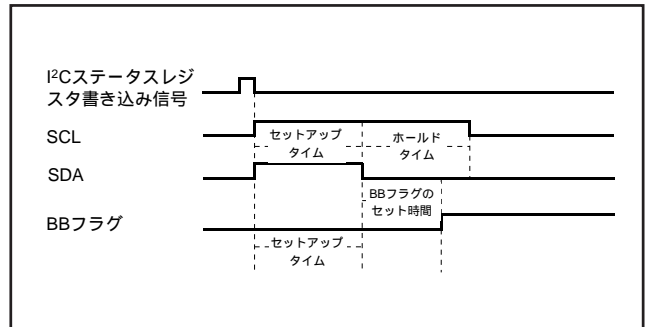 I²Cステータスレジ
スタ書き込み信号
SCL
セットアップ
タイム
ホールド
タイム
SDA
BBフラグの
セット時間
BBフラグ
セットアップ
タイム